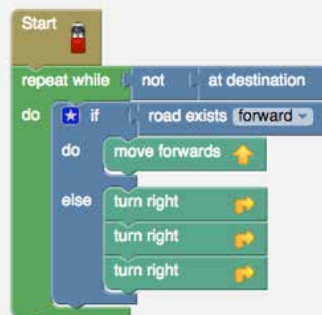 Start
repeat while not at destination
do if road exists forward
do move forwards
else turn right
turn right
turn right